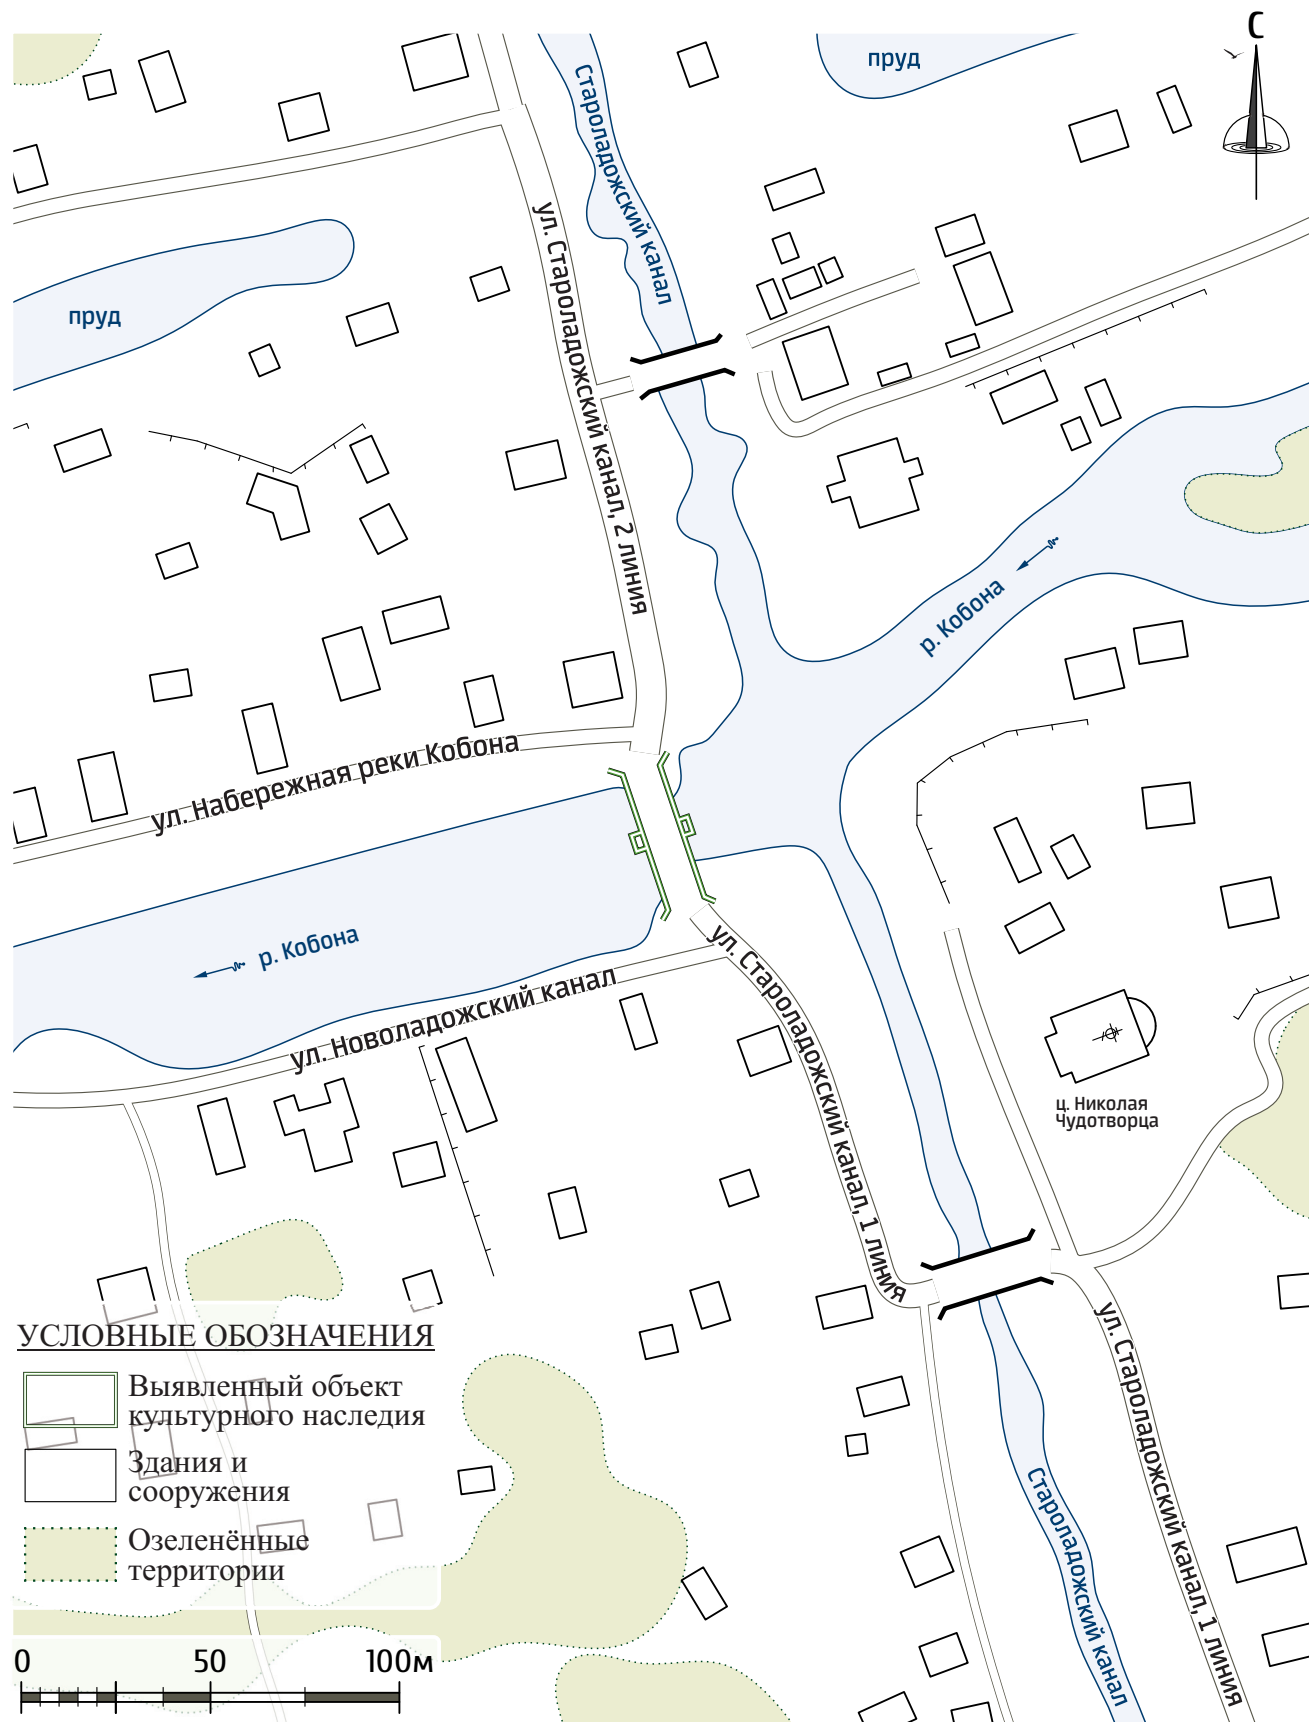 С
пруд
Староладожский канал
ул. Староладожский канал, 2 линия
пруд
р. Кобона
ул. Набережная реки Кобона
р. Кобона
ул. Староладожский канал, 1 линия
ул. Новоладожский канал
ц. Николая
Чудотворца
ул. Староладожский канал, 1 линия
Староладожский канал
УСЛОВНЫЕ ОБОЗНАЧЕНИЯ
Выявленный объект
культурного наследия
Здания и
сооружения
Озеленённые
территории
0 50 100м